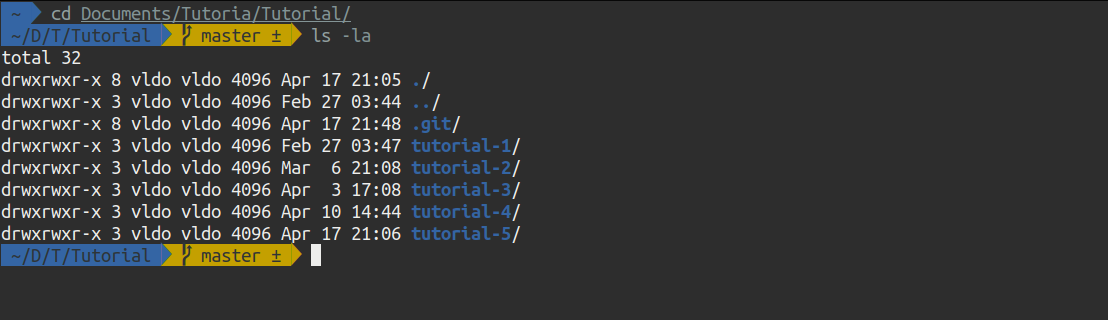 ~ cd Documents/Tutoria/Tutorial/
~/D/T/Tutorial master ± ls -la
total 32
drwxrwxr-x 8 vldo vldo 4096 Apr 17 21:05 ./
drwxrwxr-x 3 vldo vldo 4096 Feb 27 03:44 ../
drwxrwxr-x 8 vldo vldo 4096 Apr 17 21:48 .git/
drwxrwxr-x 3 vldo vldo 4096 Feb 27 03:47 tutorial-1/
drwxrwxr-x 3 vldo vldo 4096 Mar  6 21:08 tutorial-2/
drwxrwxr-x 3 vldo vldo 4096 Apr  3 17:08 tutorial-3/
drwxrwxr-x 3 vldo vldo 4096 Apr 10 14:44 tutorial-4/
drwxrwxr-x 3 vldo vldo 4096 Apr 17 21:06 tutorial-5/
~/D/T/Tutorial master ±